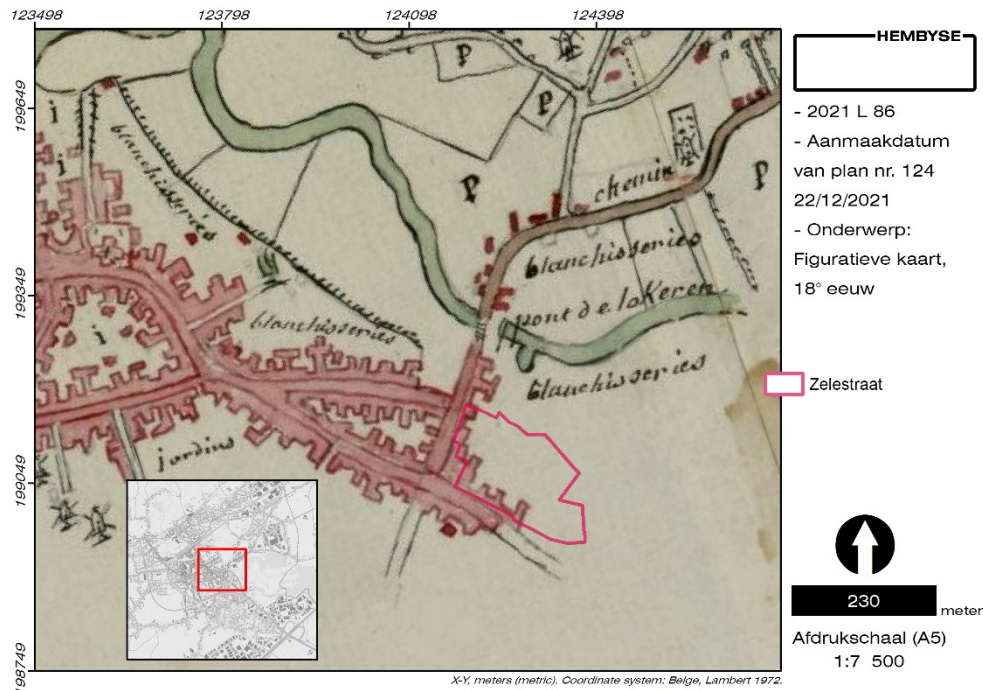 123498
123798
124098
124398
199649
199349
199049
198749
HEMBYSE
- 2021 L 86
- Aanmaakdatum
van plan nr. 124
22/12/2021
- Onderwerp:
Figuratieve kaart,
18° eeuw
Zelestraat
P
P
P
P
P
i
j
i
blanchisseries
chemin
blanchisseries
pont de lokeren
blanchisseries
blanchisseries
jardins
230
meter
Afdrukschaal (A5)
1:7 500
X-Y, meters (metric). Coordinate system: Belge, Lambert 1972.